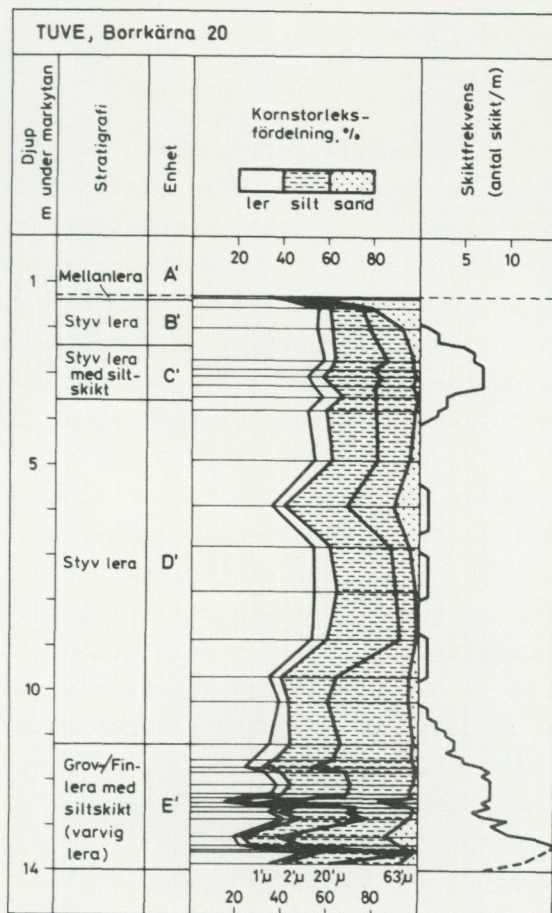 TUVE, Borrkärna 20
Djup
m under markytan
Stratigrafi
Enhet
Kornstorleks-
fördelning, %
ler silt sand
Skiktfrekvens
(antal skikt/m)
20 40 60 80
5 10
1
Mellanlera
A'
Styv lera
B'
Styv lera
med silt-
skikt
C'
5
Styv lera
D'
10
Grov-/Fin-
lera med
siltskikt
(varvig
lera)
E'
14
1'µ 2'µ 20'µ 63'µ
20 40 60 80